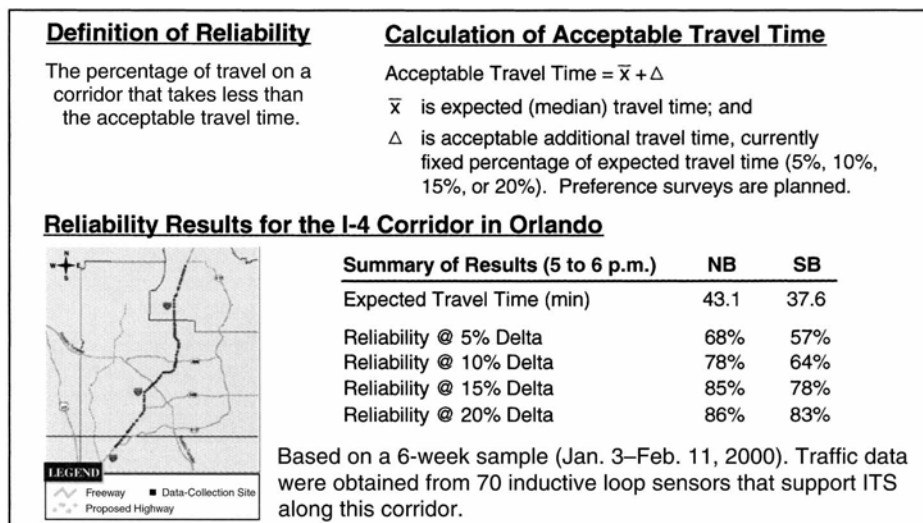 Definition of Reliability
The percentage of travel on a
corridor that takes less than
the acceptable travel time.
Calculation of Acceptable Travel Time
Acceptable Travel Time = x̅ + Δ
x̅ is expected (median) travel time; and
Δ is acceptable additional travel time, currently
fixed percentage of expected travel time (5%, 10%,
15%, or 20%). Preference surveys are planned.
Reliability Results for the I-4 Corridor in Orlando
N
W E
S
Summary of Results (5 to 6 p.m.) NB SB
Expected Travel Time (min) 43.1 37.6
Reliability @ 5% Delta 68% 57%
Reliability @ 10% Delta 78% 64%
Reliability @ 15% Delta 85% 78%
Reliability @ 20% Delta 86% 83%
LEGEND
Freeway ■ Data-Collection Site
Proposed Highway
Based on a 6-week sample (Jan. 3–Feb. 11, 2000). Traffic data
were obtained from 70 inductive loop sensors that support ITS
along this corridor.